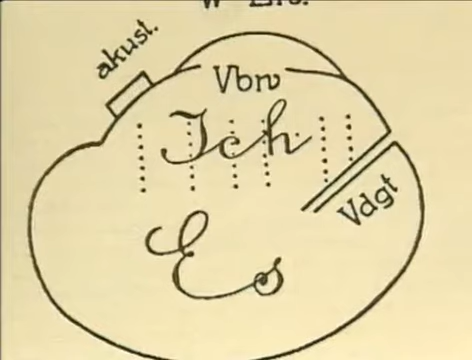 akust.
Vbw
Ich
Vdgt
Es